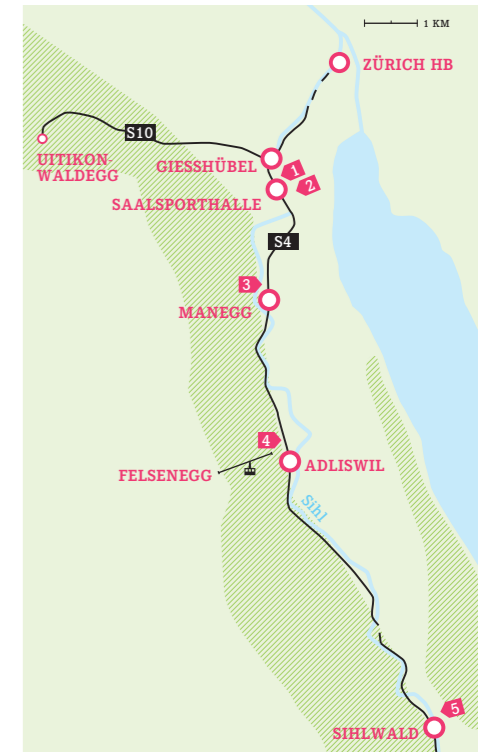 1 KM
ZÜRICH HB
S10
UITIKON-
WALDEGG
GIESSHÜBEL
1
2
SAALSPORTHALLE
S4
3
MANEGG
4
FELSENEGG
ADLISWIL
Sihl
5
SIHLWALD